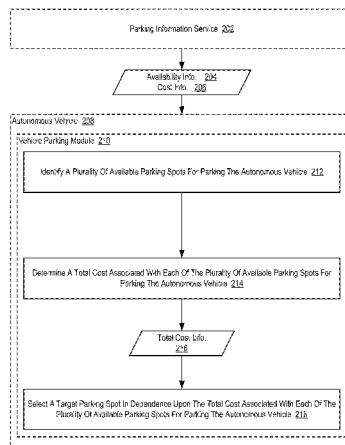 Parking Information Service 202
Availability Info. 204
Cost Info. 206
Autonomous Vehicle 208
Vehicle Parking Module 210
Identify A Plurality Of Available Parking Spots For Parking The Autonomous Vehicle 212
Determine A Total Cost Associated With Each Of The Plurality Of Available Parking Spots For
Parking The Autonomous Vehicle 214
Total Cost Info.
216
Select A Target Parking Spot In Dependence Upon The Total Cost Associated With Each Of The
Plurality Of Available Parking Spots For Parking The Autonomous Vehicle 218